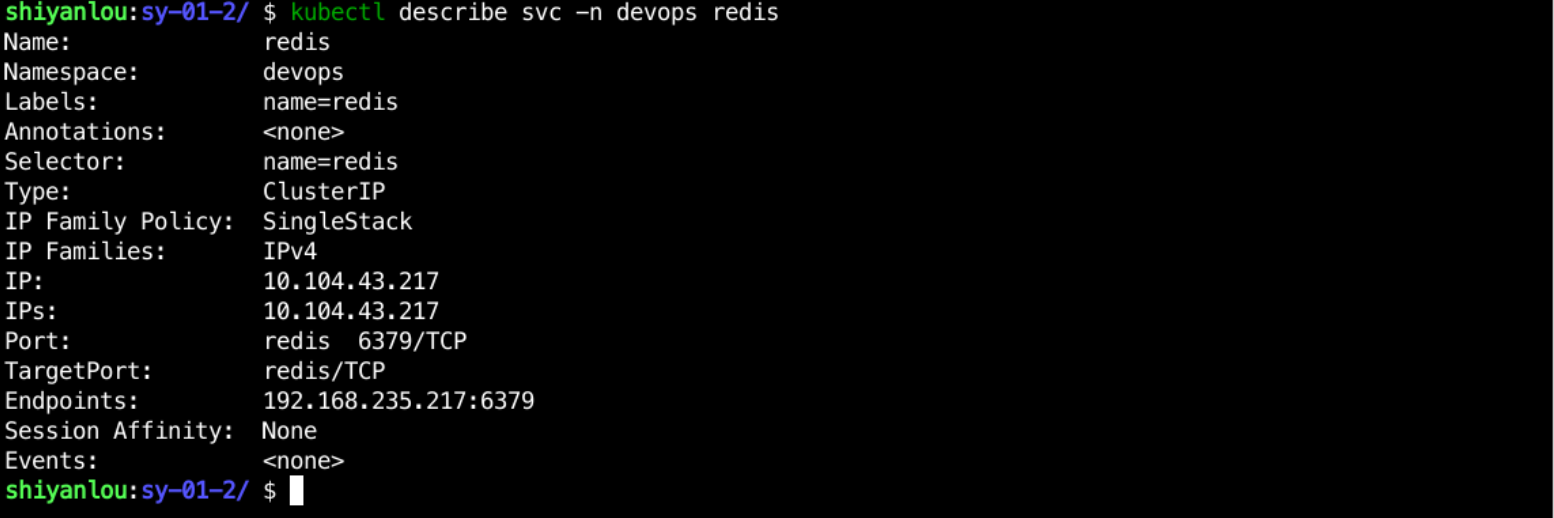 shiyanlou:sy-01-2/ $ kubectl describe svc -n devops redis
Name:              redis
Namespace:         devops
Labels:            name=redis
Annotations:       <none>
Selector:          name=redis
Type:              ClusterIP
IP Family Policy:  SingleStack
IP Families:       IPv4
IP:                10.104.43.217
IPs:               10.104.43.217
Port:              redis  6379/TCP
TargetPort:        redis/TCP
Endpoints:         192.168.235.217:6379
Session Affinity:  None
Events:            <none>
shiyanlou:sy-01-2/ $